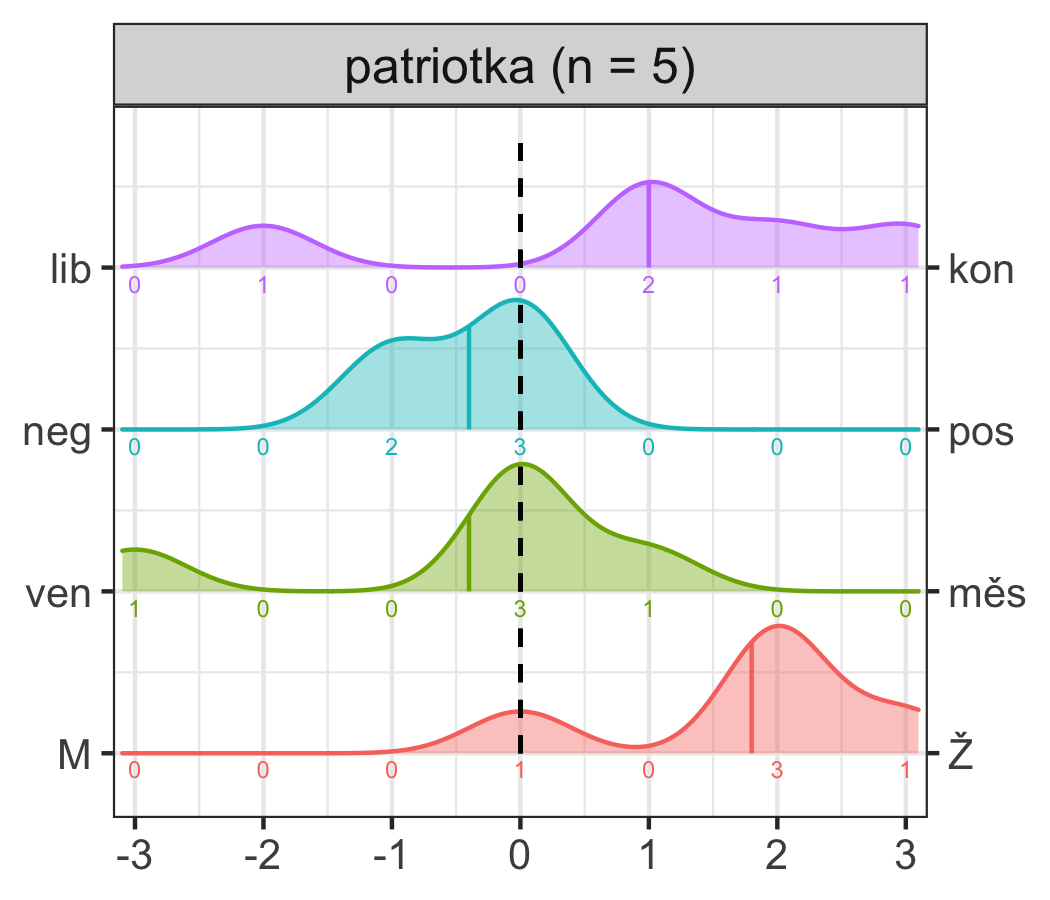 patriotka (n = 5)
lib kon
0 1 0 0 2 1 1
neg pos
0 0 2 3 0 0 0
ven měs
1 0 0 3 1 0 0
M Ž
0 0 0 1 0 3 1
-3 -2 -1 0 1 2 3